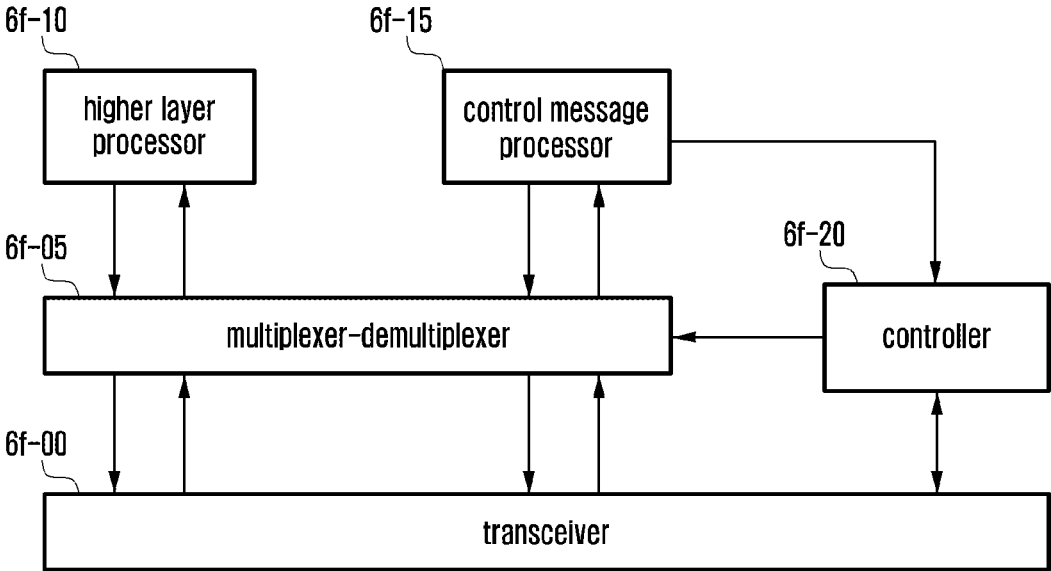 6f-10
6f-15
higher layer
processor
control message
processor
6f-05
6f-20
multiplexer-demultiplexer
controller
6f-00
transceiver